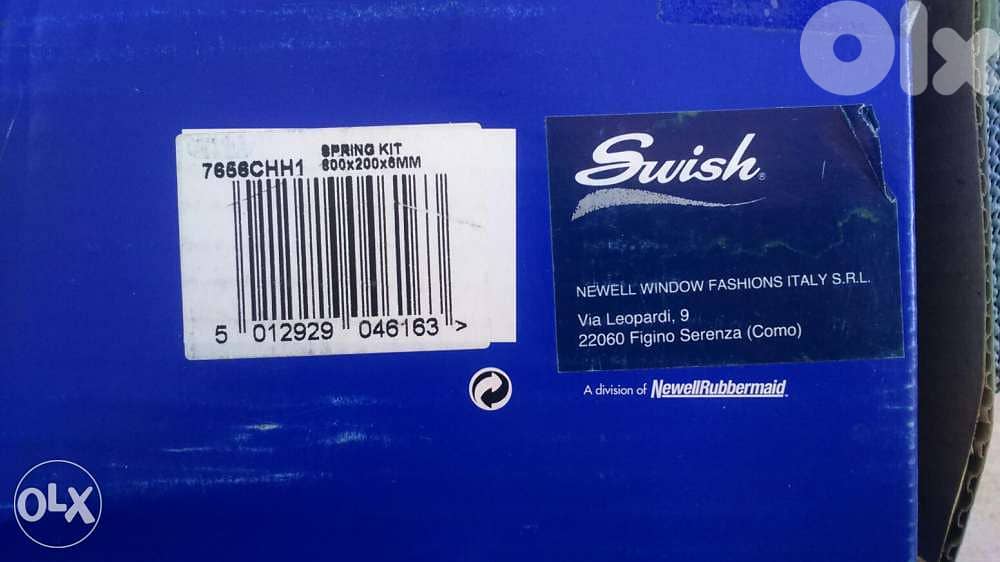 olx
SPRING KIT
7656CHH1 800x200x6MM
5 012929 046163 >
Swish®
NEWELL WINDOW FASHIONS ITALY S.R.L.
Via Leopardi, 9
22060 Figino Serenza (Como)
A division of NewellRubbermaid
OLX